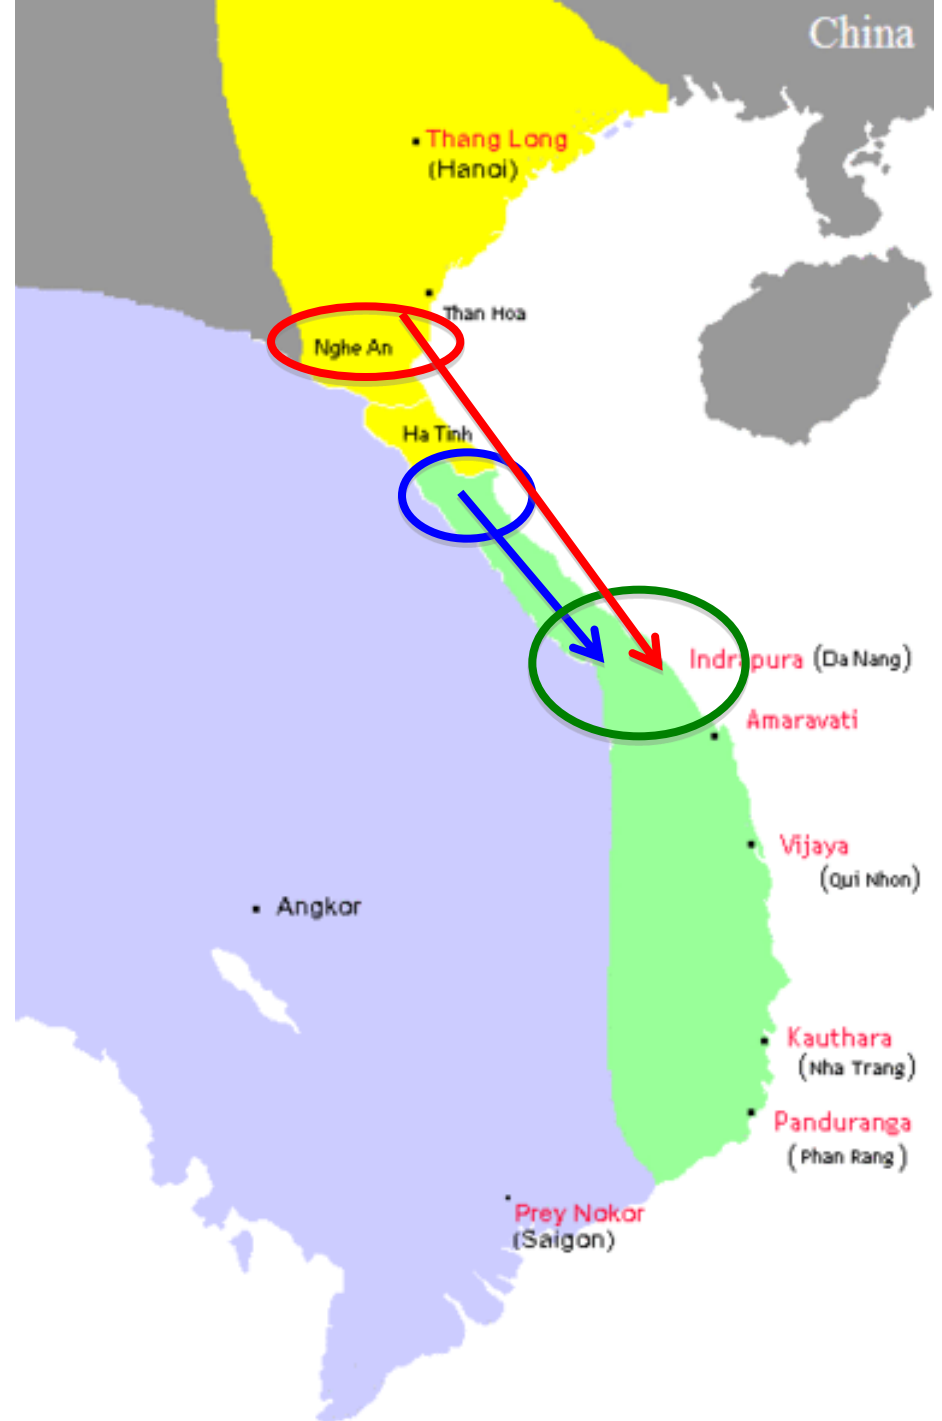 China
Thang Long
(Hanoi)
Than Hoa
Nghe An
Ha Tinh
Indrapura (Da Nang)
Amaravati
Vijaya
(Qui Nhon)
Angkor
Kauthara
(Nha Trang)
Panduranga
(Phan Rang)
Prey Nokor
(Saigon)